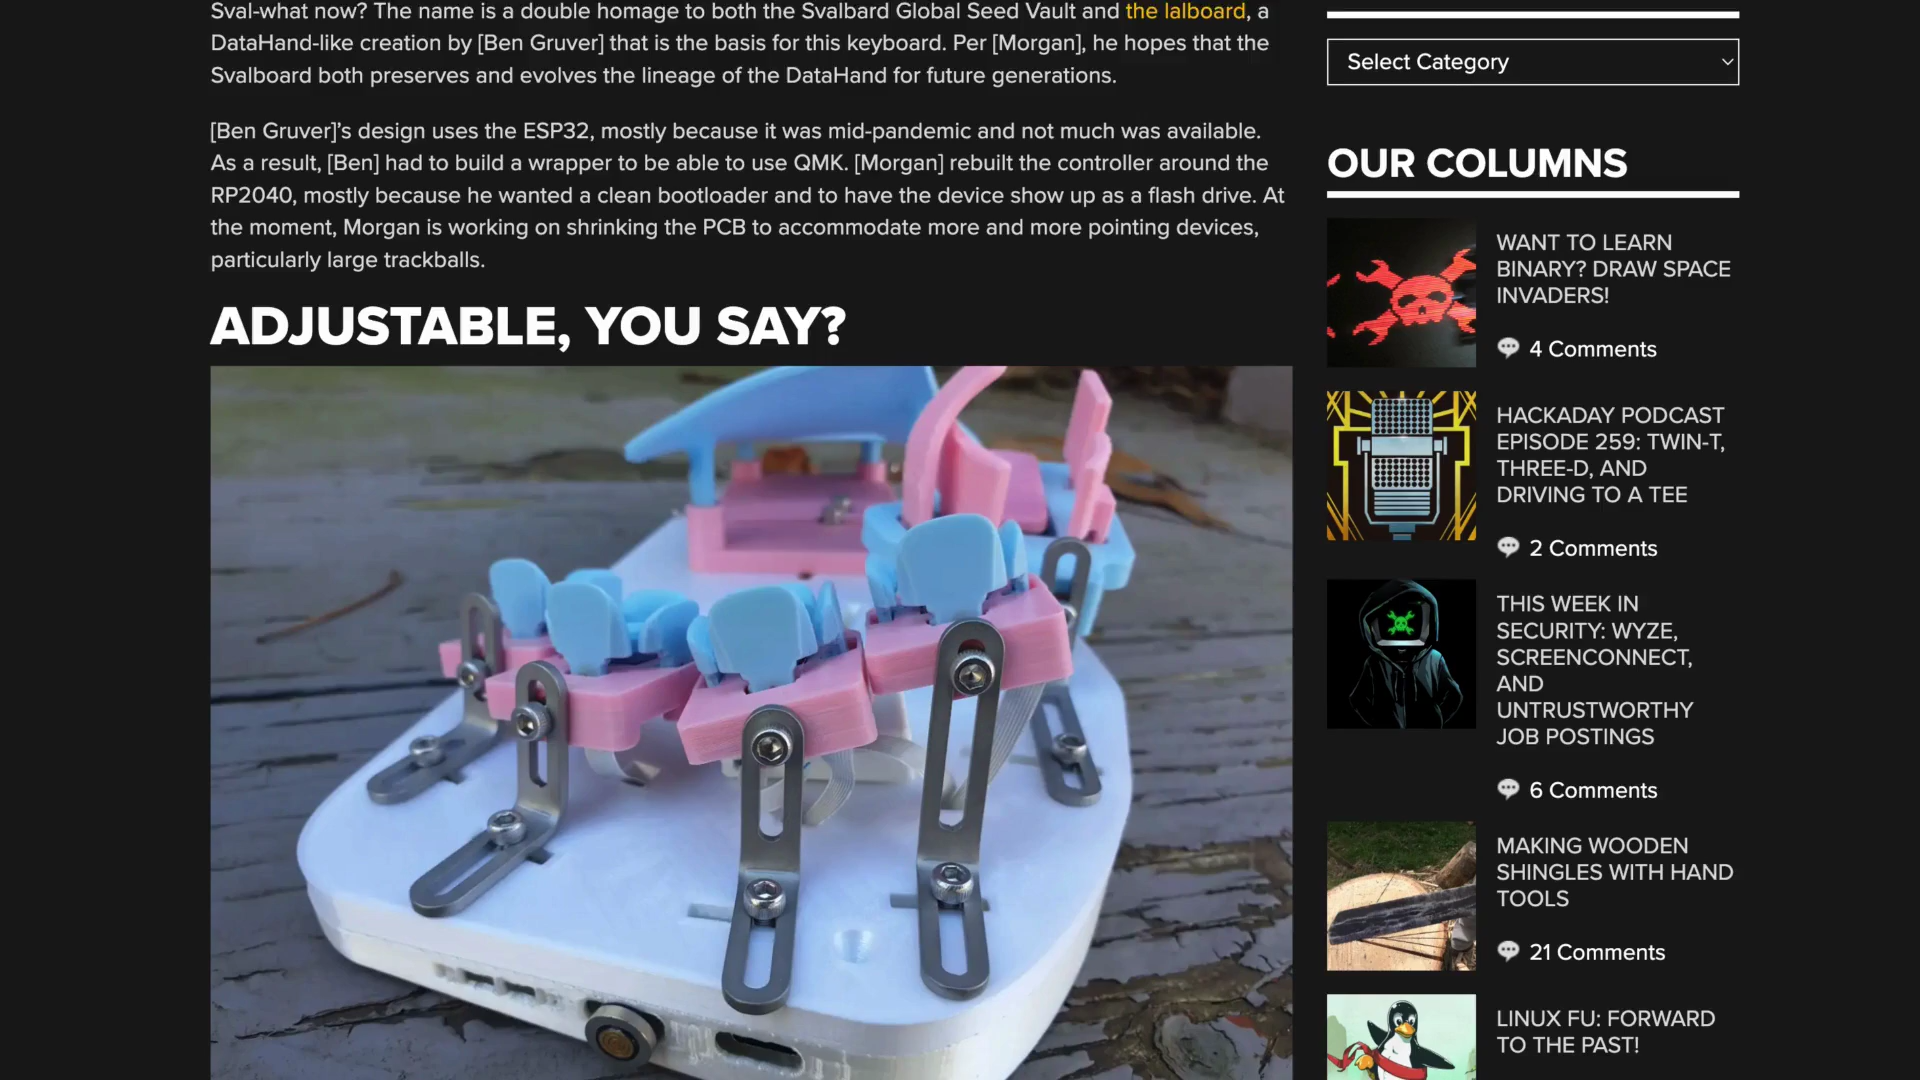 Sval-what now? The name is a double homage to both the Svalbard Global Seed Vault and the lalboard, a
DataHand-like creation by [Ben Gruver] that is the basis for this keyboard. Per [Morgan], he hopes that the
Svalboard both preserves and evolves the lineage of the DataHand for future generations.
[Ben Gruver]’s design uses the ESP32, mostly because it was mid-pandemic and not much was available.
As a result, [Ben] had to build a wrapper to be able to use QMK. [Morgan] rebuilt the controller around the
RP2040, mostly because he wanted a clean bootloader and to have the device show up as a flash drive. At
the moment, Morgan is working on shrinking the PCB to accommodate more and more pointing devices,
particularly large trackballs.
ADJUSTABLE, YOU SAY?
Select Category
OUR COLUMNS
WANT TO LEARN
BINARY? DRAW SPACE
INVADERS!
4 Comments
HACKADAY PODCAST
EPISODE 259: TWIN-T,
THREE-D, AND
DRIVING TO A TEE
2 Comments
THIS WEEK IN
SECURITY: WYZE,
SCREENCONNECT,
AND
UNTRUSTWORTHY
JOB POSTINGS
6 Comments
MAKING WOODEN
SHINGLES WITH HAND
TOOLS
21 Comments
LINUX FU: FORWARD
TO THE PAST!